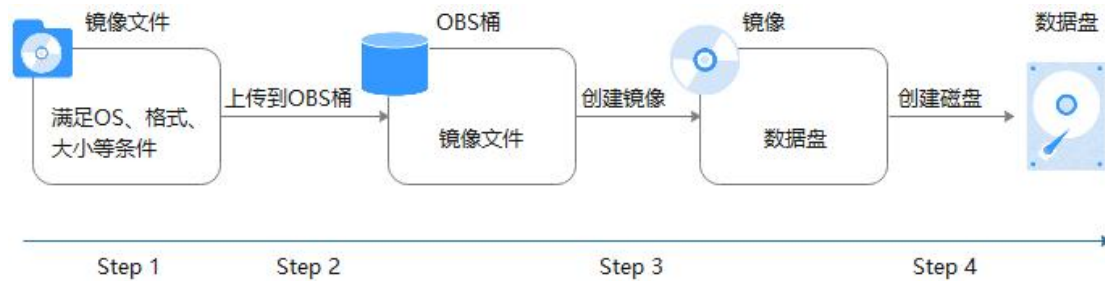 镜像文件
OBS桶
镜像
数据盘
满足OS、格式、
大小等条件
上传到OBS桶
镜像文件
创建镜像
数据盘
创建磁盘
Step 1
Step 2
Step 3
Step 4